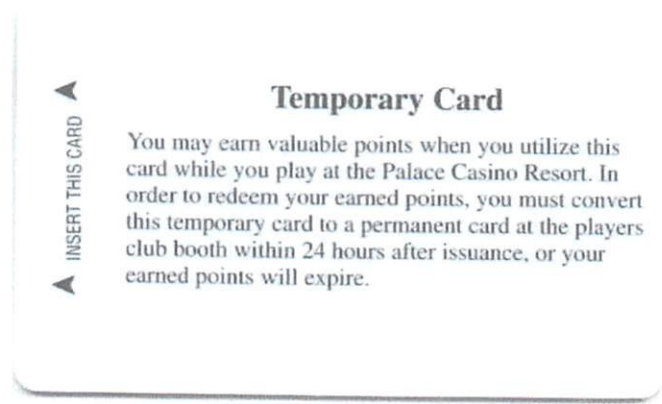 INSERT THIS CARD
Temporary Card
You may earn valuable points when you utilize this
card while you play at the Palace Casino Resort. In
order to redeem your earned points, you must convert
this temporary card to a permanent card at the players
club booth within 24 hours after issuance, or your
earned points will expire.